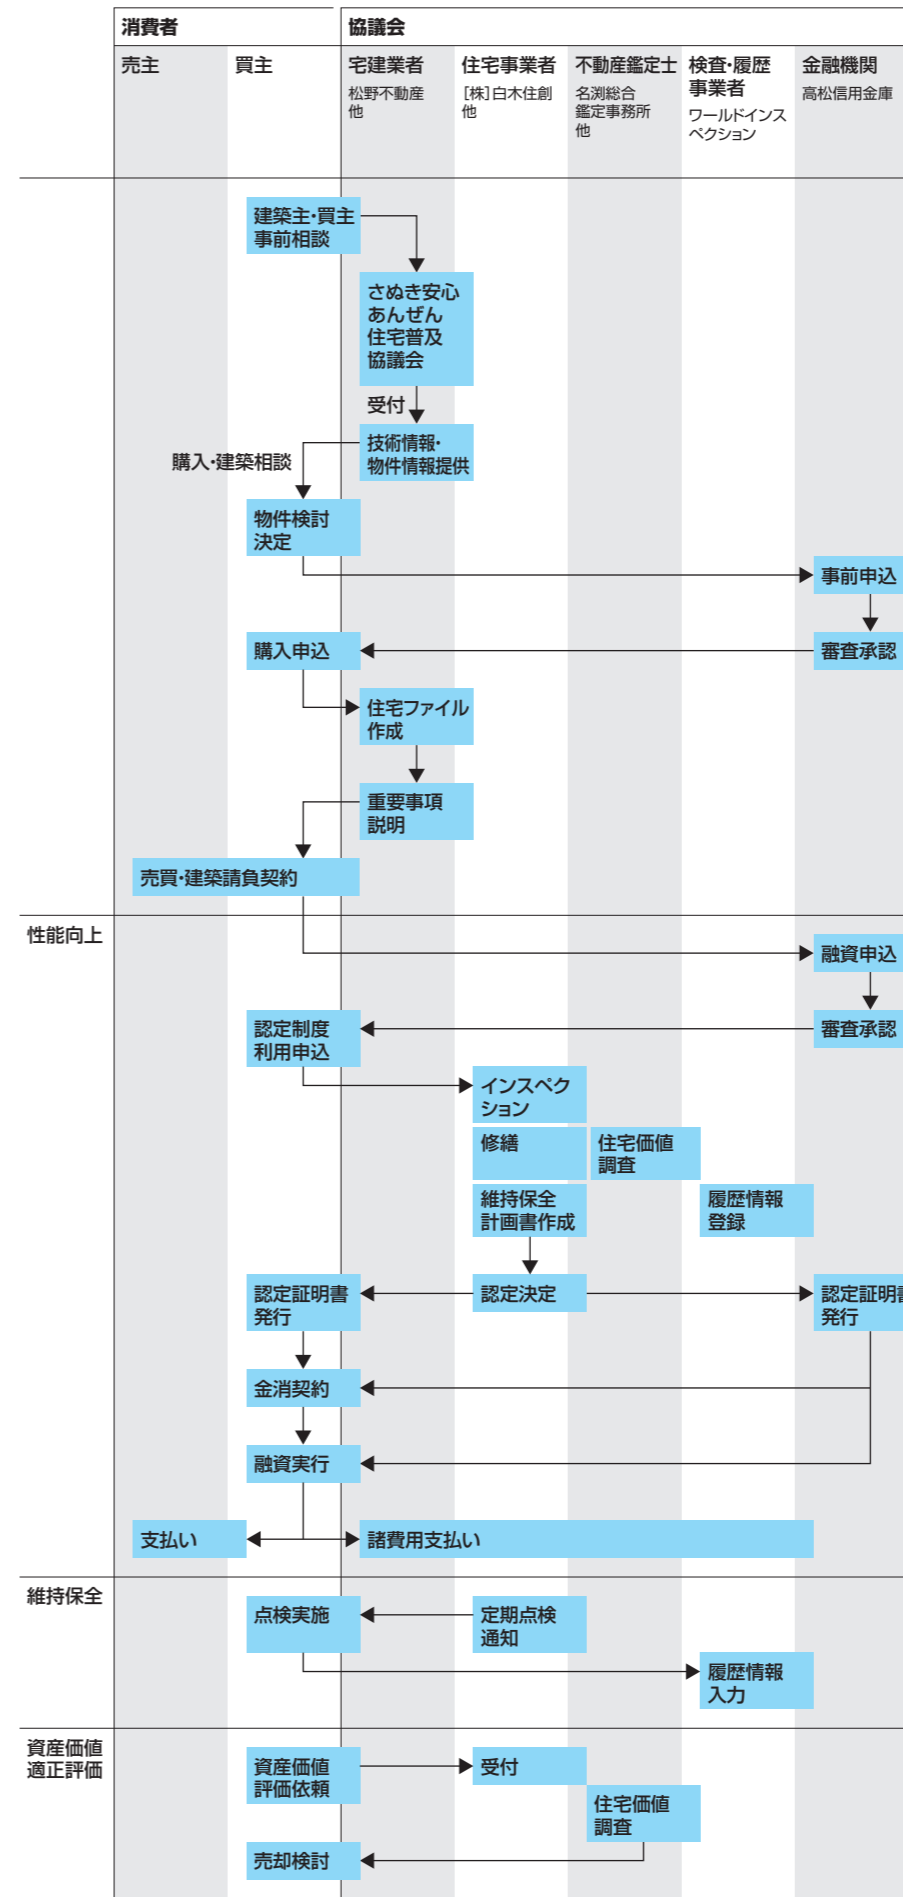 消費者
協議会
売主
買主
宅建業者
松野不動産
他
住宅事業者
[株]白木住創
他
不動産鑑定士
名渕総合
鑑定事務所
他
検査・履歴
事業者
ワールドインス
ペクション
金融機関
高松信用金庫
建築主・買主
事前相談
さぬき安心
あんぜん
住宅普及
協議会
受付
技術情報・
物件情報提供
購入・建築相談
物件検討
決定
事前申込
購入申込
審査承認
住宅ファイル
作成
重要事項
説明
売買・建築請負契約
性能向上
融資申込
認定制度
利用申込
審査承認
インスペク
ション
修繕
住宅価値
調査
維持保全
計画書作成
履歴情報
登録
認定証明書
発行
認定決定
認定証明書
発行
金消契約
融資実行
支払い
諸費用支払い
維持保全
点検実施
定期点検
通知
履歴情報
入力
資産価値
適正評価
資産価値
評価依頼
受付
住宅価値
調査
売却検討